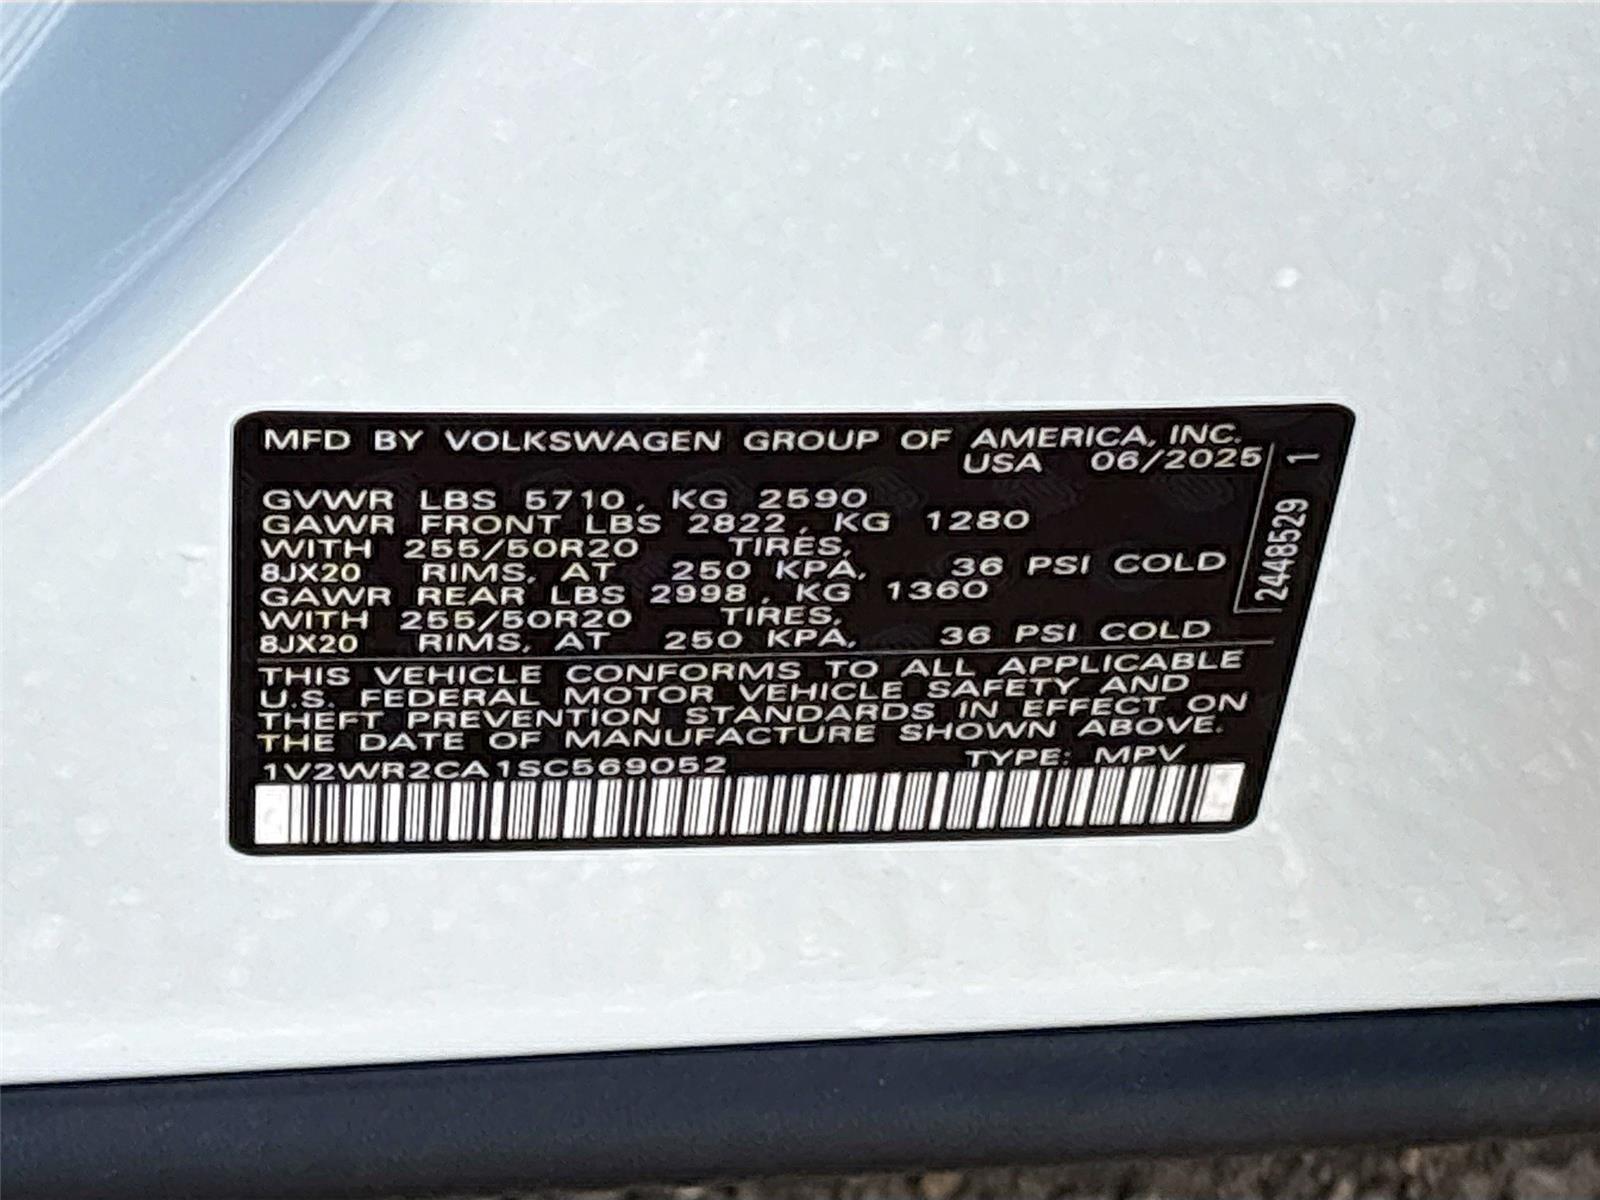 MFD BY VOLKSWAGEN GROUP OF AMERICA, INC.
USA 06/2025
GVWR LBS 5710, KG 2590
GAWR FRONT LBS 2822, KG 1280
WITH 255/50R20 TIRES,
8JX20 RIMS, AT 250 KPA, 36 PSI COLD
GAWR REAR LBS 2998, KG 1360
WITH 255/50R20 TIRES,
8JX20 RIMS, AT 250 KPA, 36 PSI COLD
THIS VEHICLE CONFORMS TO ALL APPLICABLE
U.S. FEDERAL MOTOR VEHICLE SAFETY AND
THEFT PREVENTION STANDARDS IN EFFECT ON
THE DATE OF MANUFACTURE SHOWN ABOVE.
1V2WR2CA1SC569052 TYPE: MPV
2448529 1